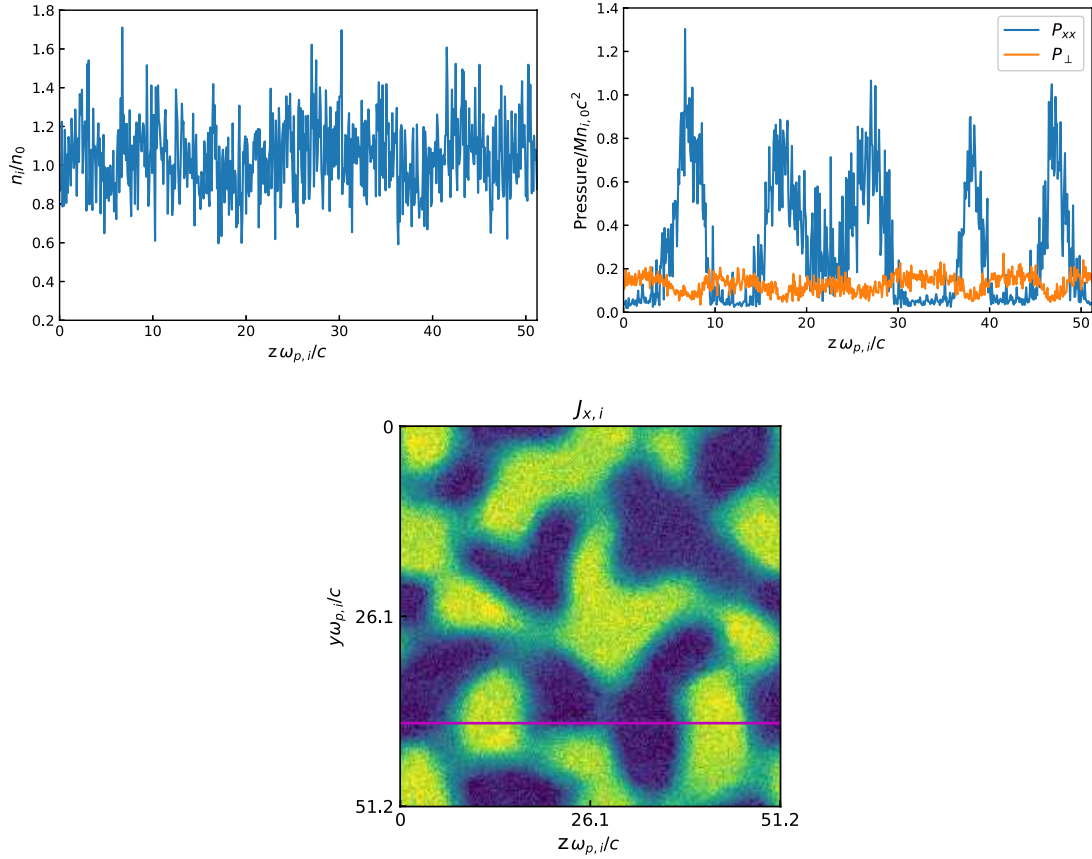 1.8
1.6
1.4
1.2
1.0
0.8
0.6
0.4
0.2
n_i/n_0
0 10 20 30 40 50
z ω_{p,i}/c
1.4
1.2
1.0
0.8
0.6
0.4
0.2
0.0
Pressure/Mn_{i,0}c^2
P_{xx}
P_⊥
0 10 20 30 40 50
z ω_{p,i}/c
J_{x,i}
0
26.1
51.2
yω_{p,i}/c
0 26.1 51.2
z ω_{p,i}/c